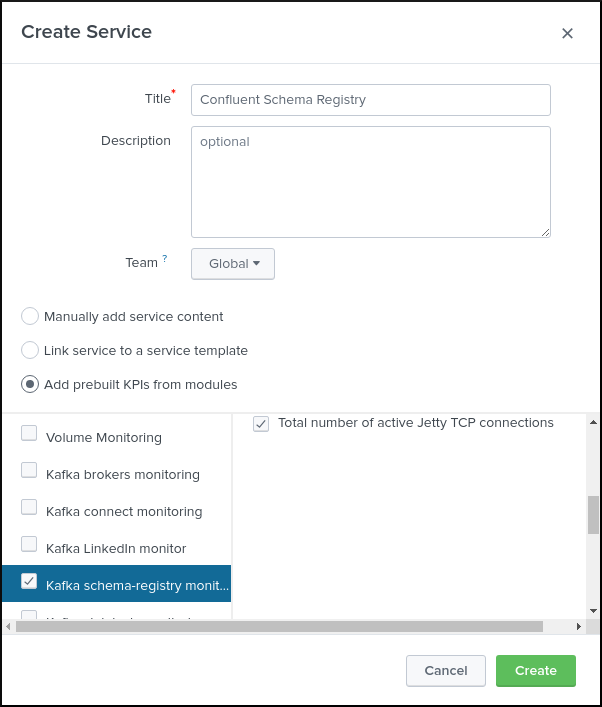 Create Service
Title*
Confluent Schema Registry
Description
optional
Team ?
Global
Manually add service content
Link service to a service template
Add prebuilt KPIs from modules
Volume Monitoring
Total number of active Jetty TCP connections
Kafka brokers monitoring
Kafka connect monitoring
Kafka LinkedIn monitor
Kafka schema-registry monit...
Cancel
Create